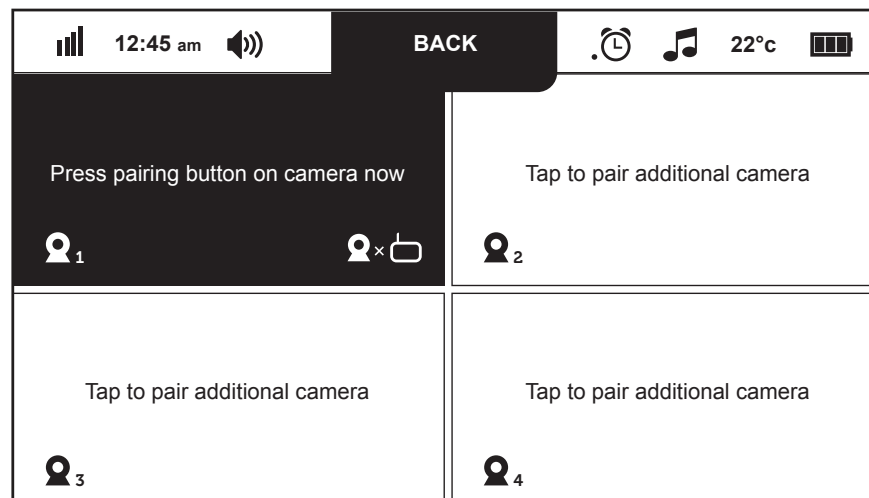 12:45 am BACK 22°c
Press pairing button on camera now
Tap to pair additional camera
1
2
Tap to pair additional camera
Tap to pair additional camera
3
4